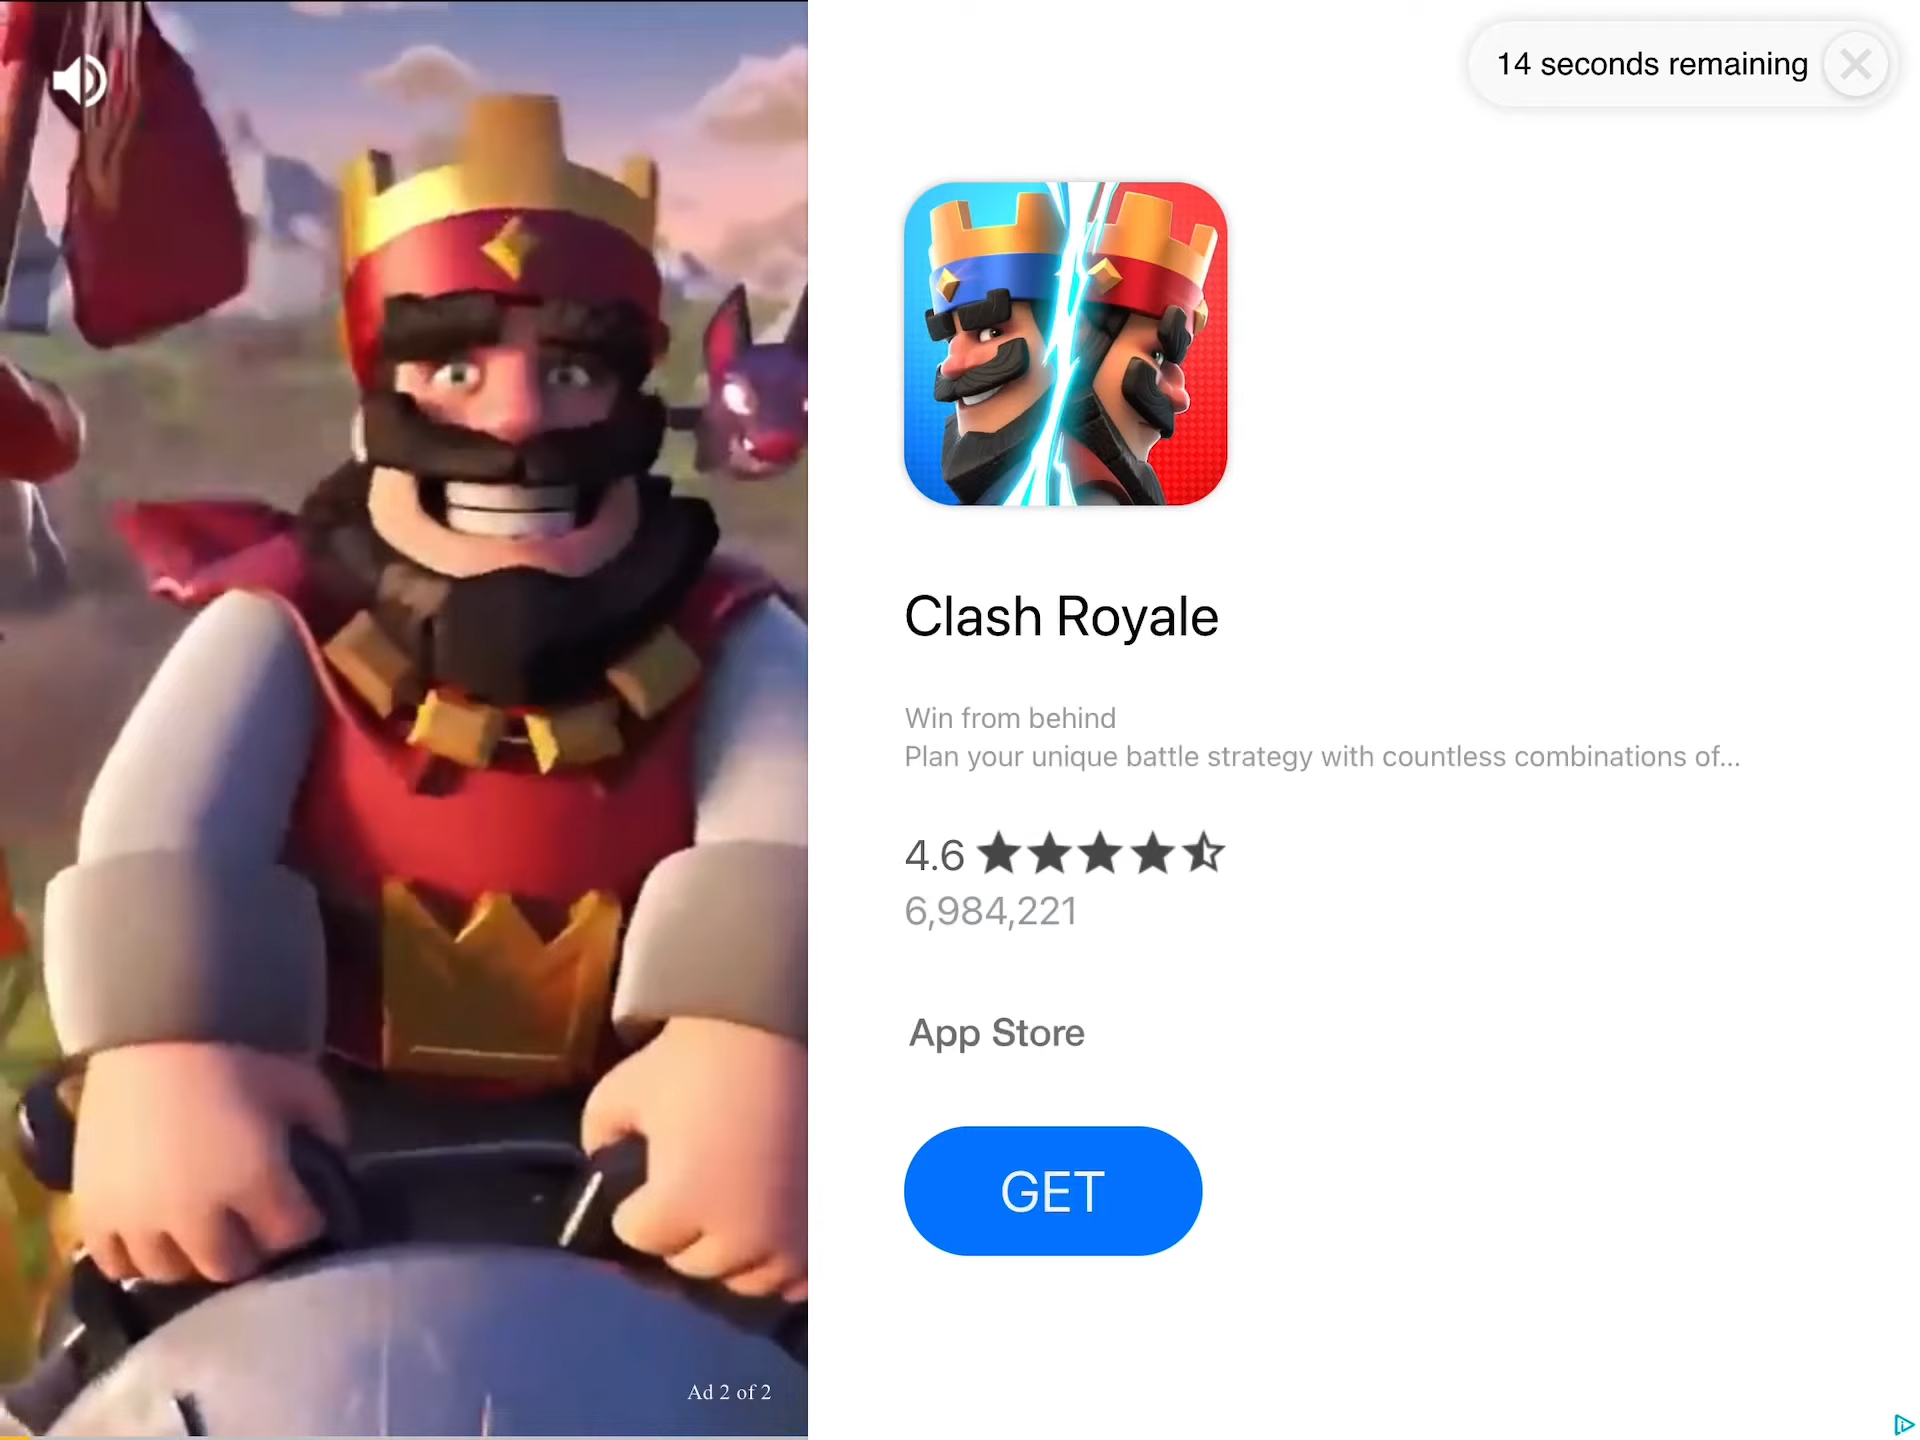 14 seconds remaining
Clash Royale
Win from behind
Plan your unique battle strategy with countless combinations of...
4.6
6,984,221
App Store
GET
Ad 2 of 2